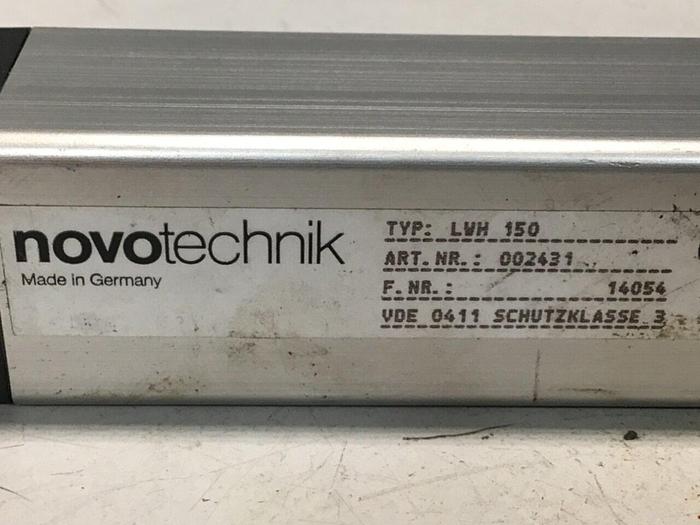 novotechnik
Made in Germany
TYP: LWH 150
ART.NR.: 002431
F.NR.: 14054
VDE 0411 SCHUTZKLASSE 3